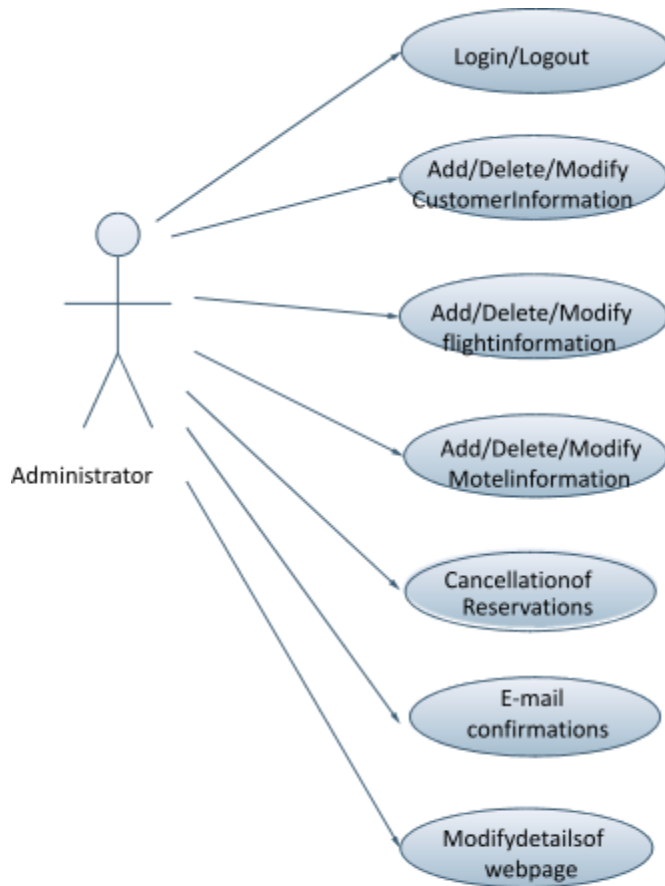 Login/Logout
Add/Delete/Modify
CustomerInformation
Add/Delete/Modify
flightinformation
Add/Delete/Modify
Motelinformation
Administrator
Cancellationof
Reservations
E-mail
confirmations
Modifydetailsof
webpage